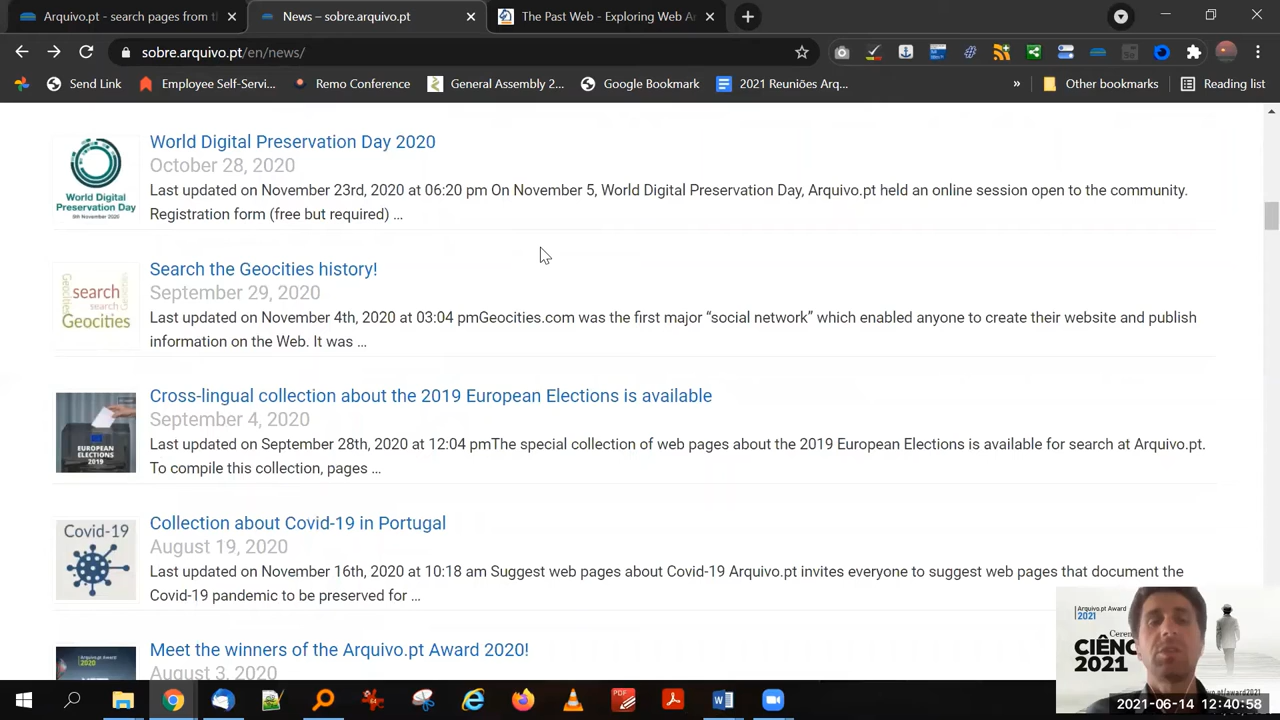 Arquivo.pt - search pages from t
News – sobre.arquivo.pt
The Past Web - Exploring Web Ar
sobre.arquivo.pt/en/news/
Send Link
Employee Self-Servi...
Remo Conference
General Assembly 2...
Google Bookmark
2021 Reuniões Arq...
»
Other bookmarks
Reading list
World Digital Preservation Day 2020
October 28, 2020
Last updated on November 23rd, 2020 at 06:20 pm On November 5, World Digital Preservation Day, Arquivo.pt held an online session open to the community.
Registration form (free but required) …
World Digital
Preservation Day
5th November 2020
Search the Geocities history!
September 29, 2020
Last updated on November 4th, 2020 at 03:04 pmGeocities.com was the first major “social network” which enabled anyone to create their website and publish
information on the Web. It was …
Geocities
search
search
Geocities
Cross-lingual collection about the 2019 European Elections is available
September 4, 2020
Last updated on September 28th, 2020 at 12:04 pmThe special collection of web pages about the 2019 European Elections is available for search at Arquivo.pt.
To compile this collection, pages …
EUROPEAN
ELECTIONS
2019
Collection about Covid-19 in Portugal
August 19, 2020
Last updated on November 16th, 2020 at 10:18 am Suggest web pages about Covid-19 Arquivo.pt invites everyone to suggest web pages that document the
Covid-19 pandemic to be preserved for …
Covid-19
Meet the winners of the Arquivo.pt Award 2020!
August 3, 2020
Arquivo.pt Award
2020
Arquivo.pt Award
2021
CIÊNC
2021
2021-06-14 12:40:58